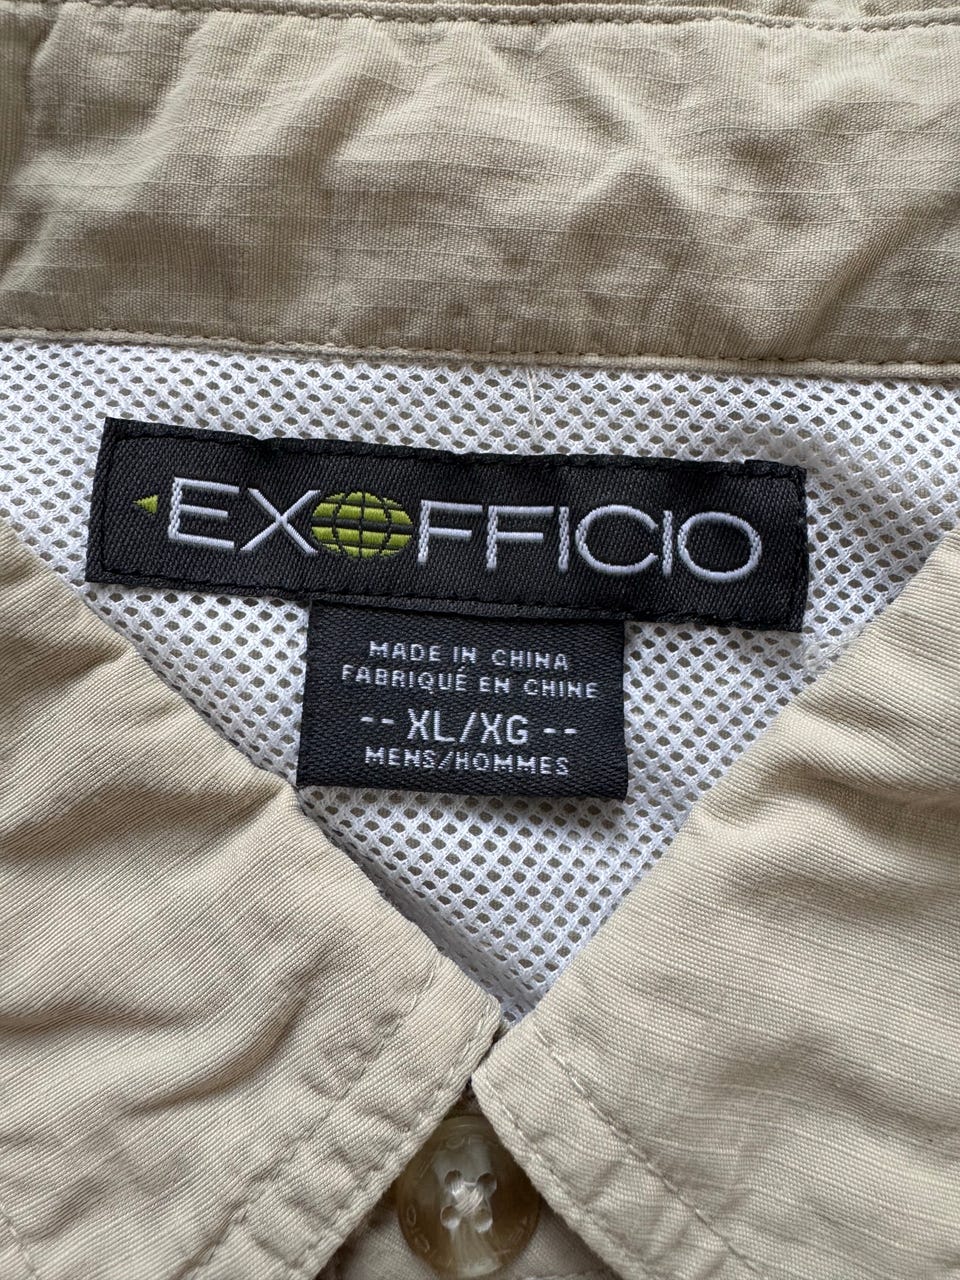 EXOFFICIO
MADE IN CHINA
FABRIQUÉ EN CHINE
-- XL/XG --
MENS/HOMMES